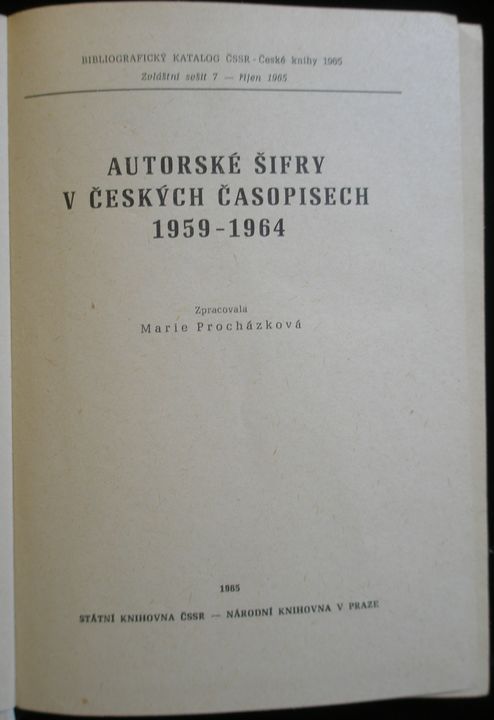 BIBLIOGRAFICKÝ KATALOG ČSSR - České knihy 1965
Zvláštní sešit 7 — říjen 1965
AUTORSKÉ ŠIFRY
V ČESKÝCH ČASOPISECH
1959-1964
Zpracovala
Marie Procházková
1965
STÁTNÍ KNIHOVNA ČSSR — NÁRODNÍ KNIHOVNA V PRAZE